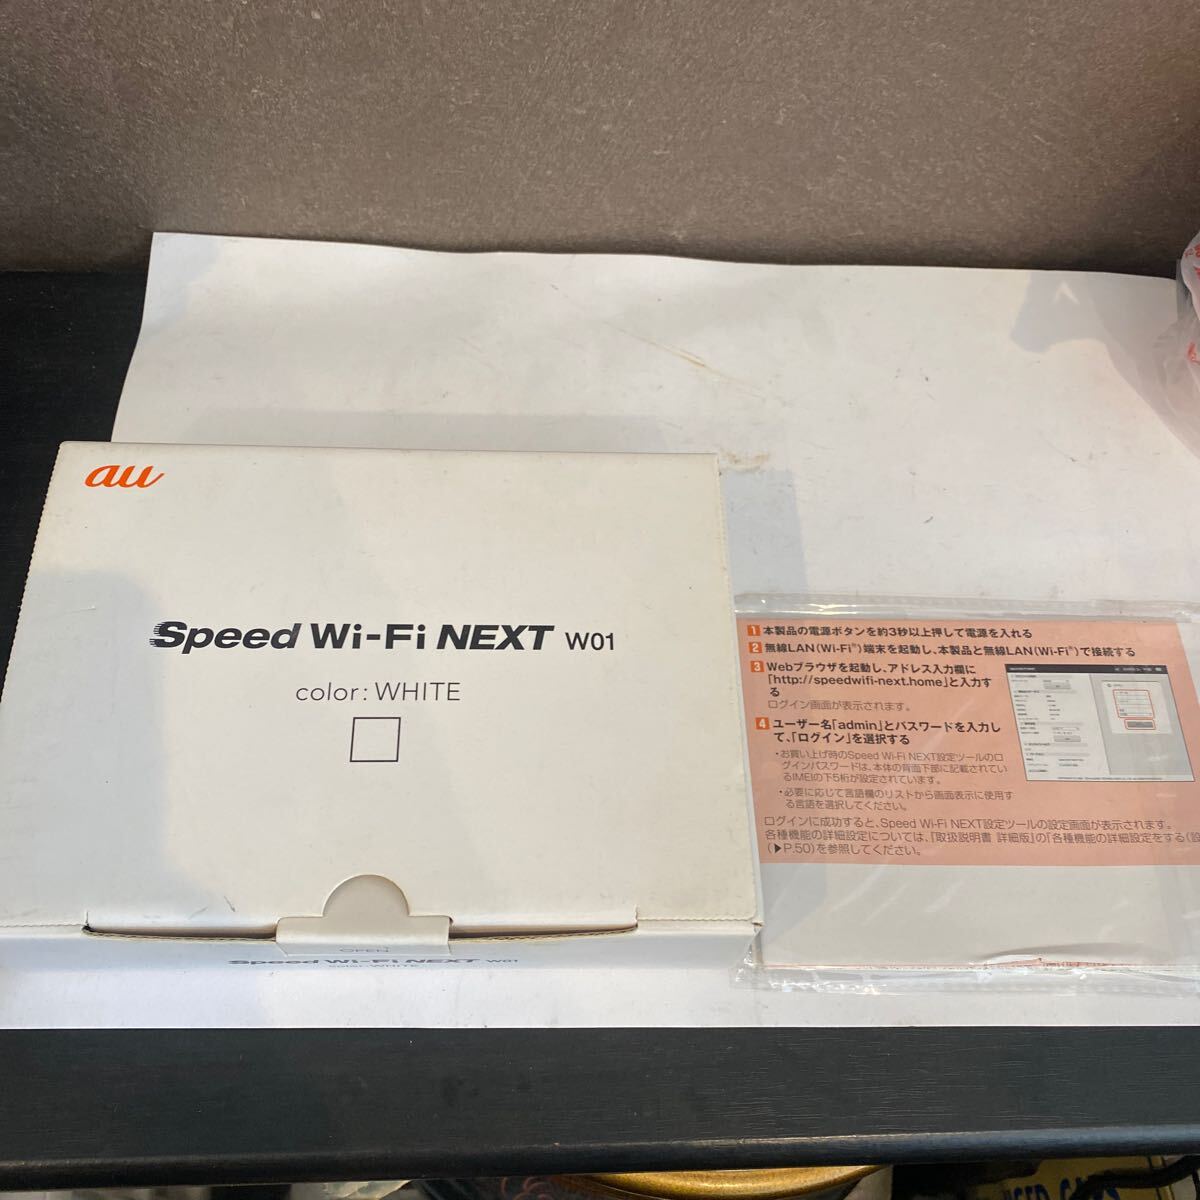 au
Speed Wi-Fi NEXT W01
color: WHITE
OPEN
Speed Wi-Fi NEXT W01
color: WHITE
1 本製品の電源ボタンを約3秒以上押して電源を入れる
2 無線LAN(Wi-Fi®)端末を起動し、本製品と無線LAN(Wi-Fi®)で接続する
3 Webブラウザを起動し、アドレス入力欄に
「http://speedwifi-next.home」と入力す
る
ログイン画面が表示されます。
4 ユーザー名「admin」とパスワードを入力し
て、「ログイン」を選択する
・お買い上げ時のSpeed Wi-Fi NEXT設定ツールのロ
グインパスワードは、本体の背面下部に記載されてい
るIMEIの下5桁が設定されています。
・必要に応じて言語欄のリストから画面表示に使用す
る言語を選択してください。
ログインに成功すると、Speed Wi-Fi NEXT設定ツールの設定画面が表示されます。
各種機能の詳細設定については、『取扱説明書 詳細版』の「各種機能の詳細設定をする(設
(▶P.50)を参照してください。